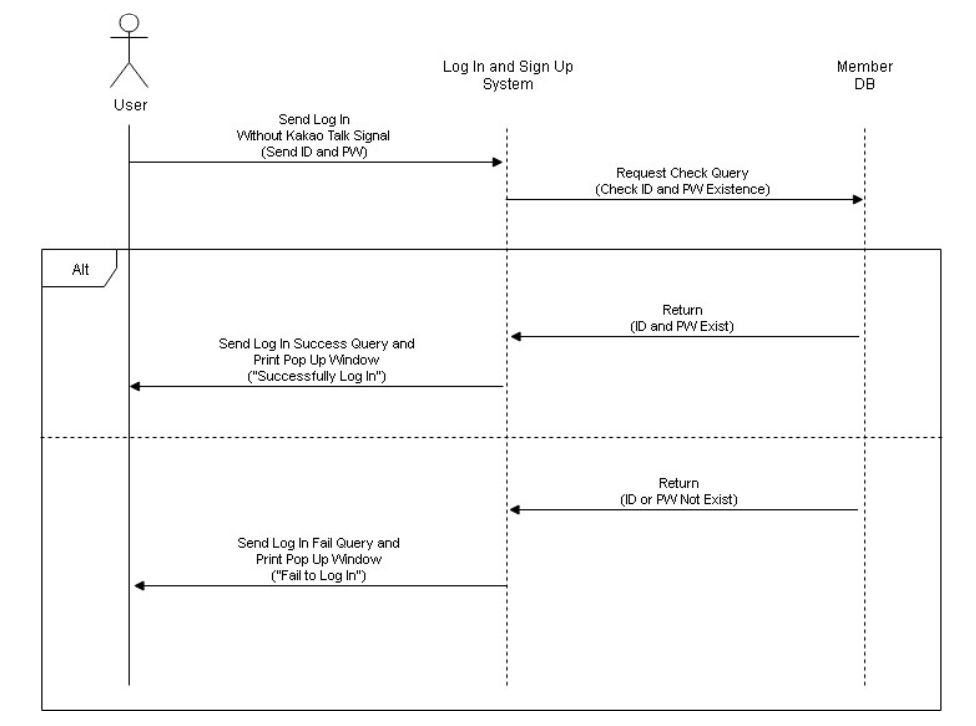 User
Log In and Sign Up
System
Member
DB
Send Log In
Without Kakao Talk Signal
(Send ID and PW)
Request Check Query
(Check ID and PW Existence)
Alt
Return
(ID and PW Exist)
Send Log In Success Query and
Print Pop Up Window
("Successfully Log In")
Return
(ID or PW Not Exist)
Send Log In Fail Query and
Print Pop Up Window
("Fail to Log In")